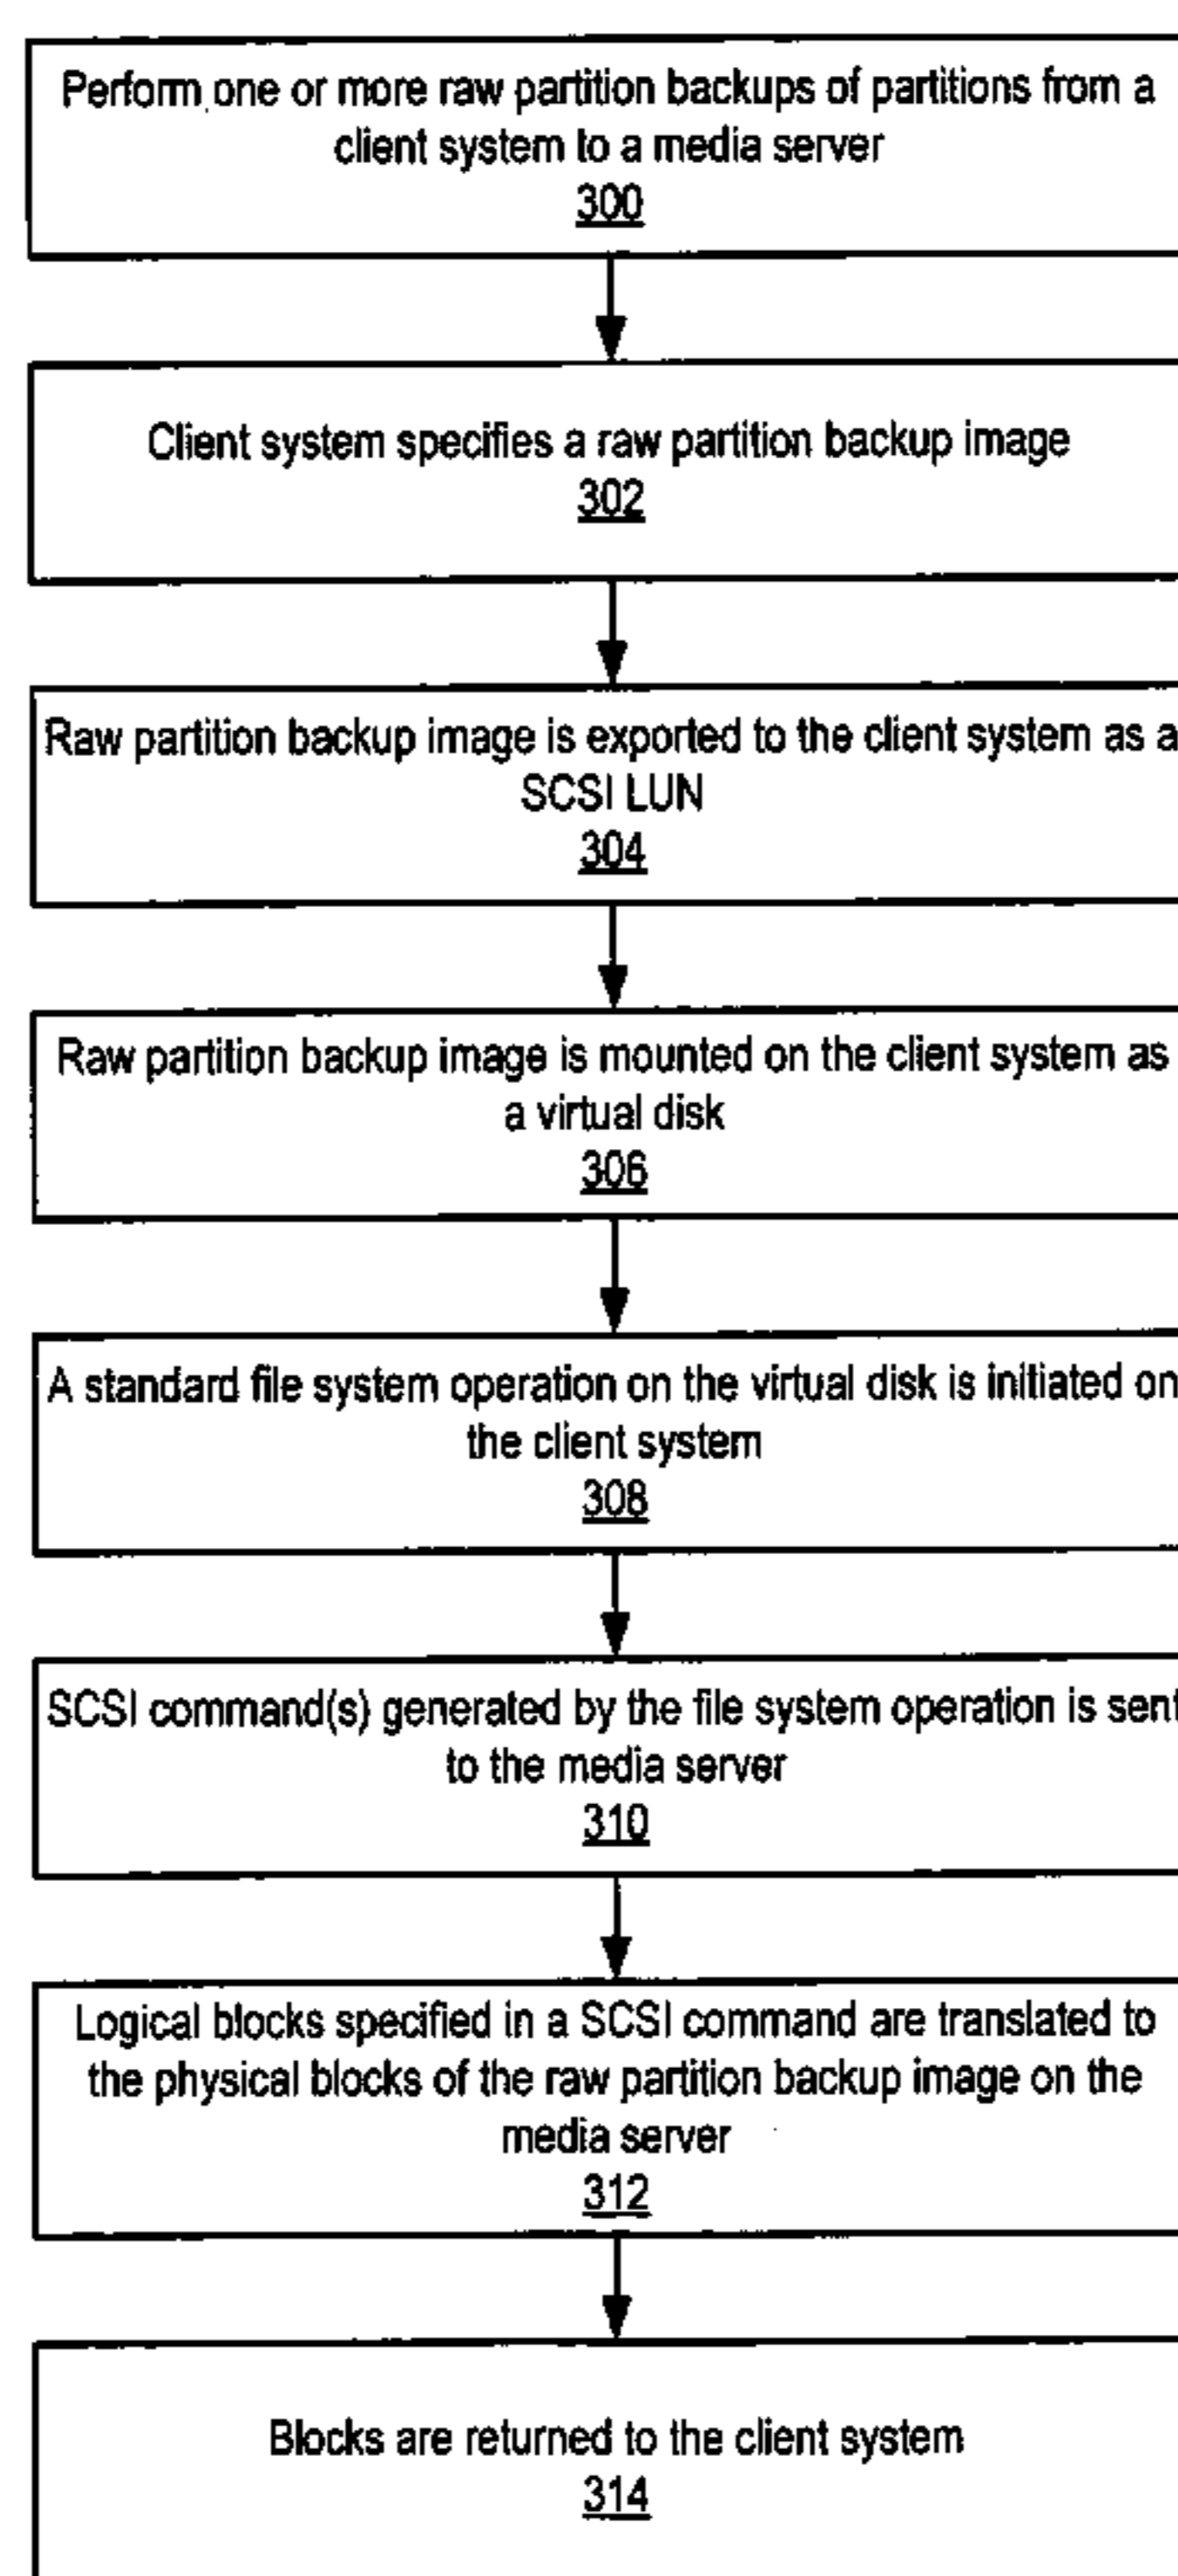 Perform one or more raw partition backups of partitions from a
client system to a media server
300
Client system specifies a raw partition backup image
302
Raw partition backup image is exported to the client system as a
SCSI LUN
304
Raw partition backup image is mounted on the client system as
a virtual disk
306
A standard file system operation on the virtual disk is initiated on
the client system
308
SCSI command(s) generated by the file system operation is sent
to the media server
310
Logical blocks specified in a SCSI command are translated to
the physical blocks of the raw partition backup image on the
media server
312
Blocks are returned to the client system
314